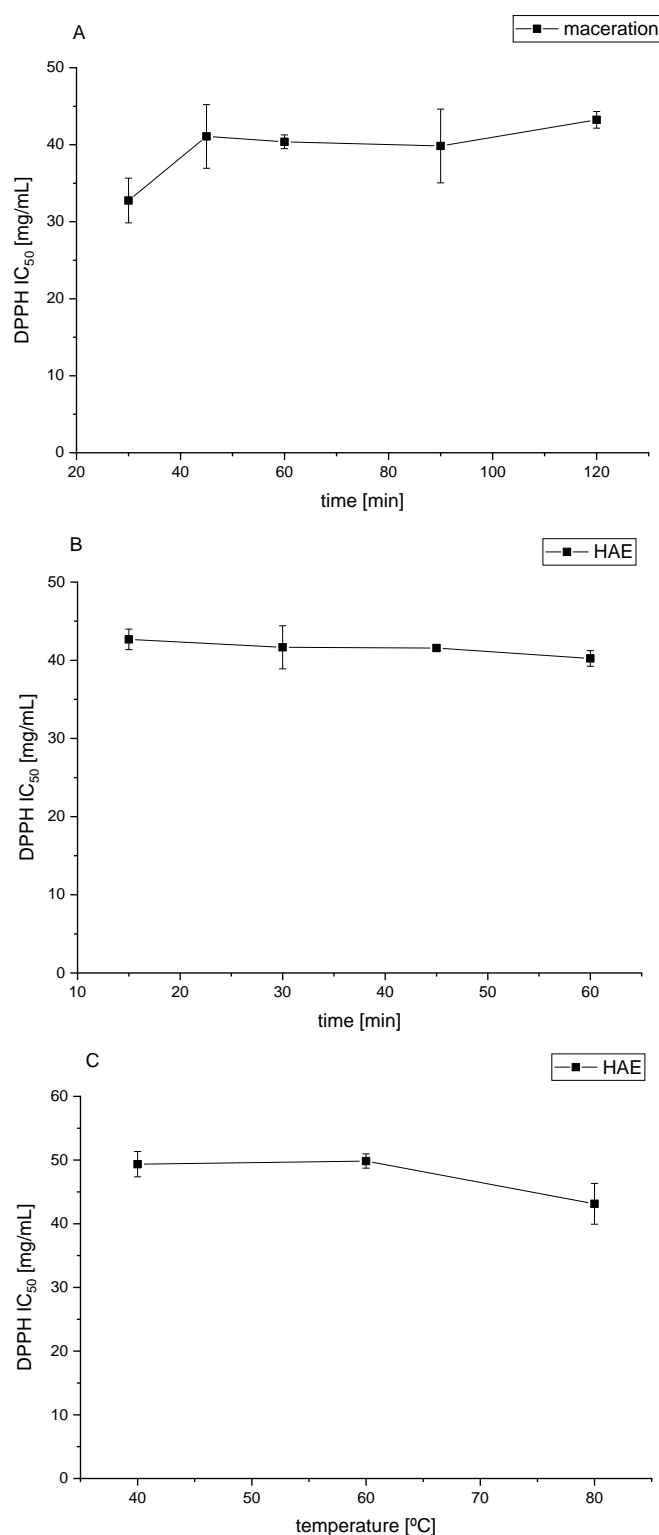 A
maceration
50
40
30
20
10
0
DPPH IC50 [mg/mL]
20 40 60 80 100 120
time [min]
B
HAE
50
40
30
20
10
0
DPPH IC50 [mg/mL]
10 20 30 40 50 60
time [min]
C
HAE
60
50
40
30
20
10
0
DPPH IC50 [mg/mL]
40 50 60 70 80
temperature [ºC]